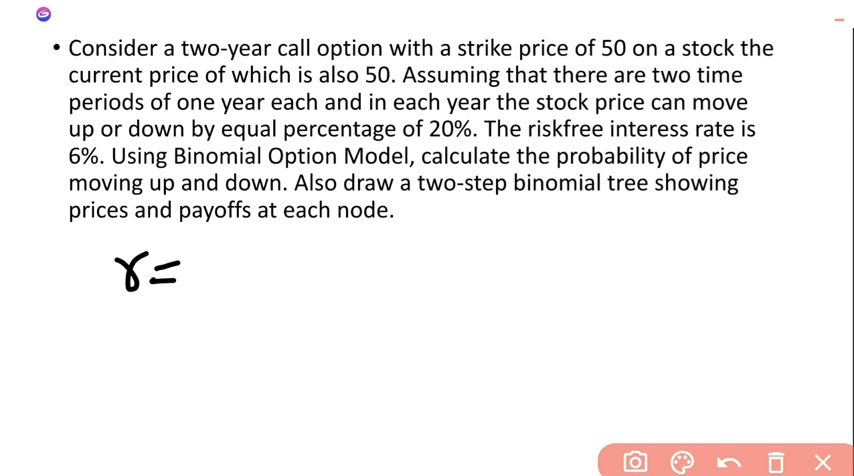 • Consider a two-year call option with a strike price of 50 on a stock the
current price of which is also 50. Assuming that there are two time
periods of one year each and in each year the stock price can move
up or down by equal percentage of 20%. The riskfree interess rate is
6%. Using Binomial Option Model, calculate the probability of price
moving up and down. Also draw a two-step binomial tree showing
prices and payoffs at each node.
r=